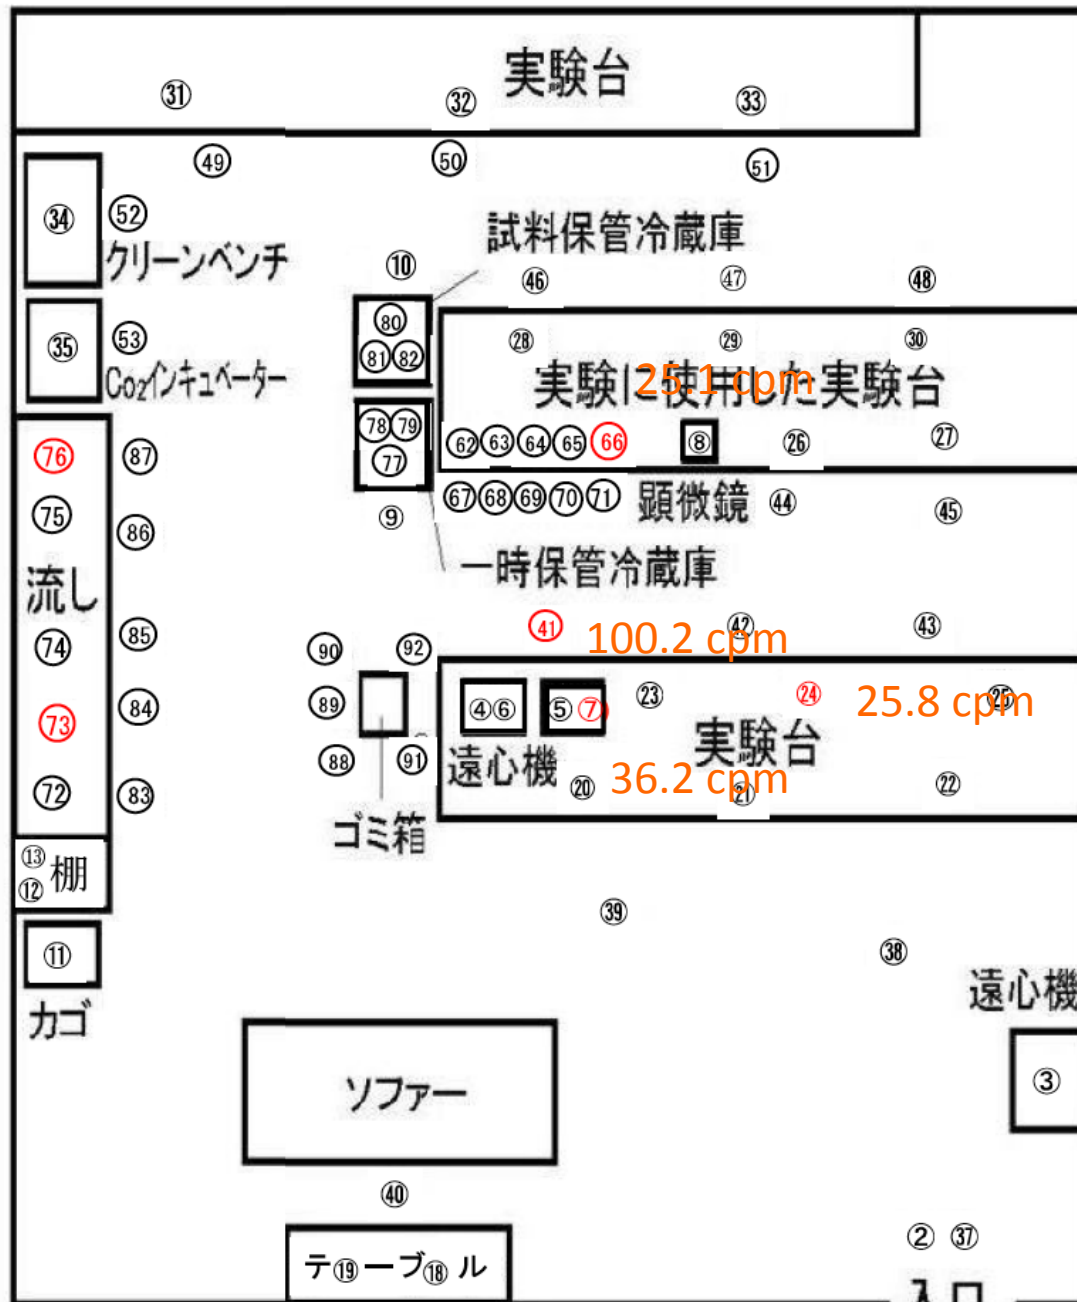 実験台
㉛ ㉜ ㉝
㊾ ㊿ 51
㉞ 52
クリーンベンチ
試料保管冷蔵庫
⑩ ㊻ ㊼ ㊽
80
81 82
㉟ 53
Co₂インキュベーター
㉘ ㉙ ㉚
実験に使用した実験台
25.1 cpm
78 79
77
62 63 64 65 66 ⑧ ㉖ ㉗
67 68 69 70 71 顕微鏡 ㊹ ㊺
⑨
一時保管冷蔵庫
76 87
75 86
流し
74 85
73 84
72 83
㊶ ㊷ ㊸
100.2 cpm
90 92
89
88 91
ゴミ箱
④⑥ ⑤⑦ ㉓ ㉔ ㉕
25.8 cpm
遠心機 実験台
⑳ ㉑ ㉒
36.2 cpm
⑬ 棚
⑫
⑪
カゴ
㊴ ㊳
遠心機
③
ソファー
㊵
② ㊲
テ⑲ーブ⑱ル
入口